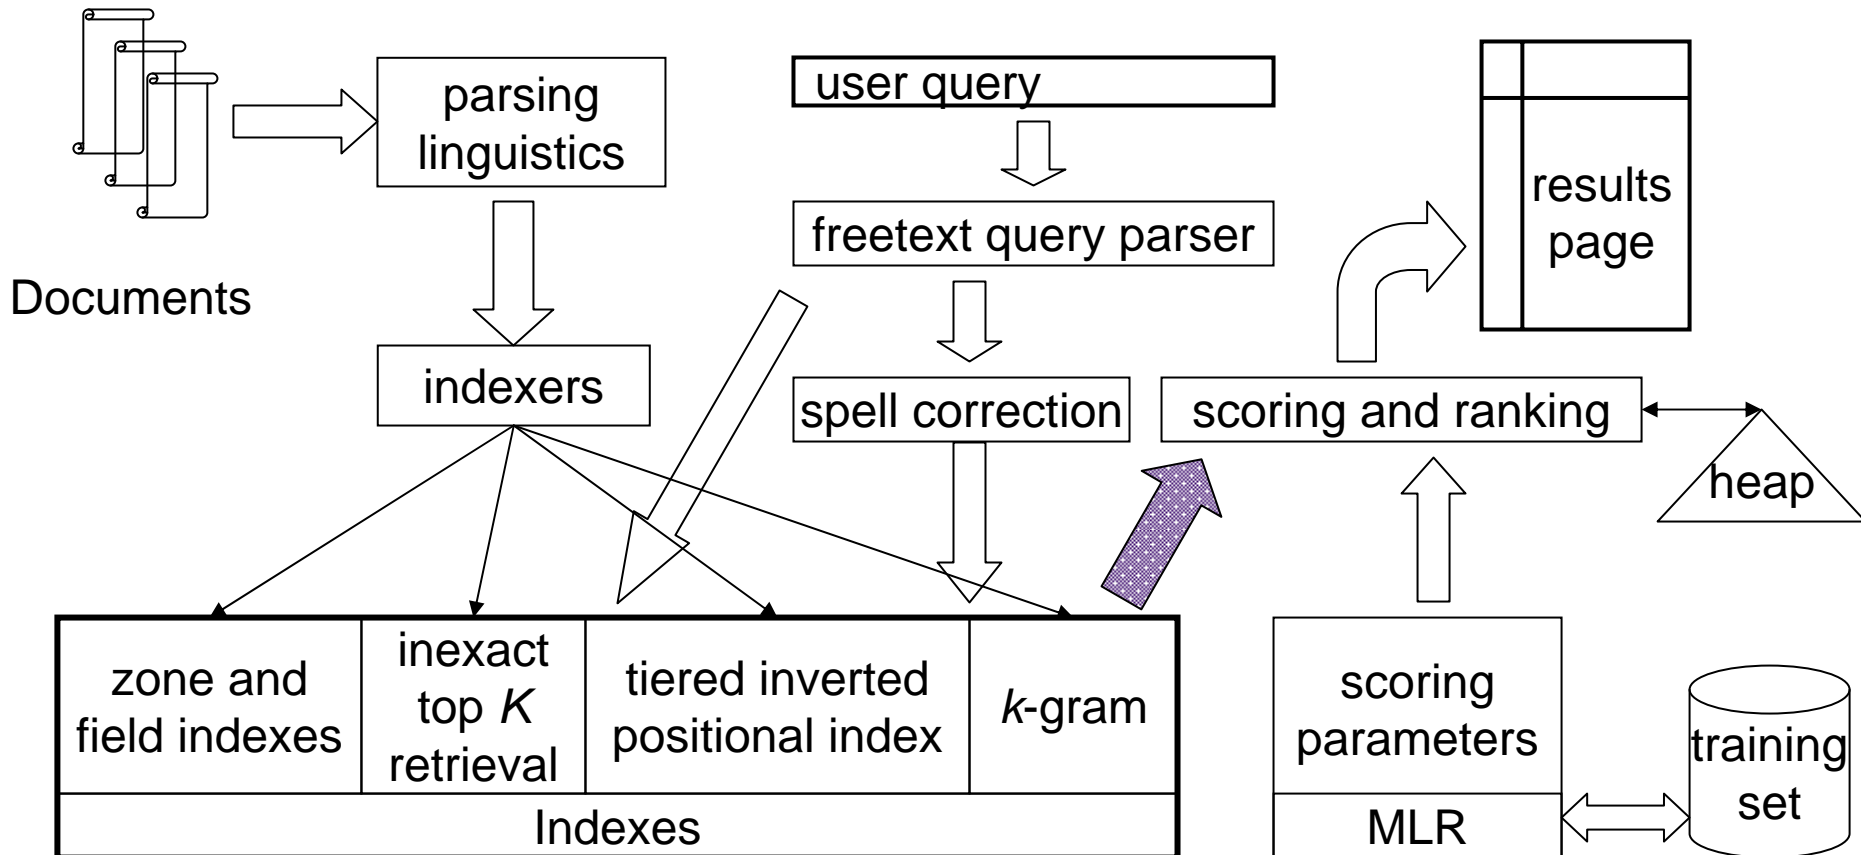 parsing
linguistics
Documents
indexers
user query
freetext query parser
spell correction
scoring and ranking
results
page
heap
zone and
field indexes
inexact
top K
retrieval
tiered inverted
positional index
k-gram
Indexes
scoring
parameters
MLR
training
set